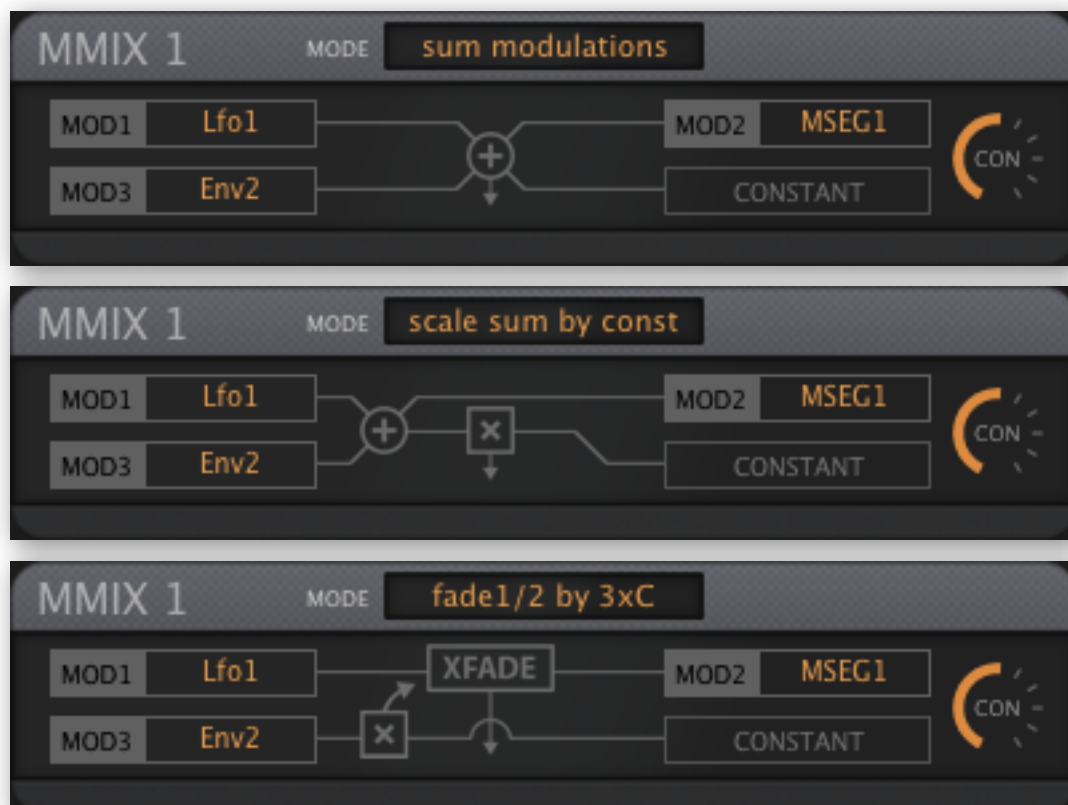 MMIX 1 MODE sum modulations
MOD1 Lfo1 + MOD2 MSEG1
MOD3 Env2 CONSTANT CON
MMIX 1 MODE scale sum by const
MOD1 Lfo1 + × MOD2 MSEG1
MOD3 Env2 CONSTANT CON
MMIX 1 MODE fade1/2 by 3xC
MOD1 Lfo1 XFADE MOD2 MSEG1
MOD3 Env2 × CONSTANT CON